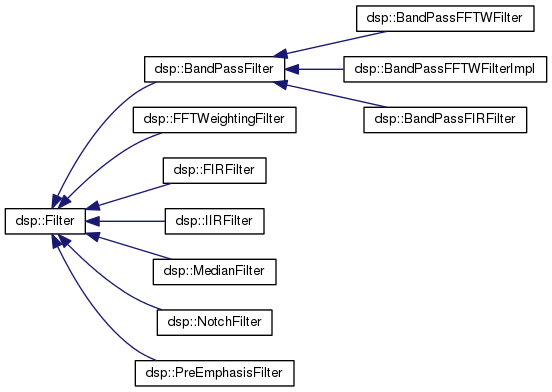 dsp::BandPassFFTWFilter
dsp::BandPassFilter
dsp::BandPassFFTWFilterImpl
dsp::BandPassFIRFilter
dsp::FFTWeightingFilter
dsp::FIRFilter
dsp::Filter
dsp::IIRFilter
dsp::MedianFilter
dsp::NotchFilter
dsp::PreEmphasisFilter